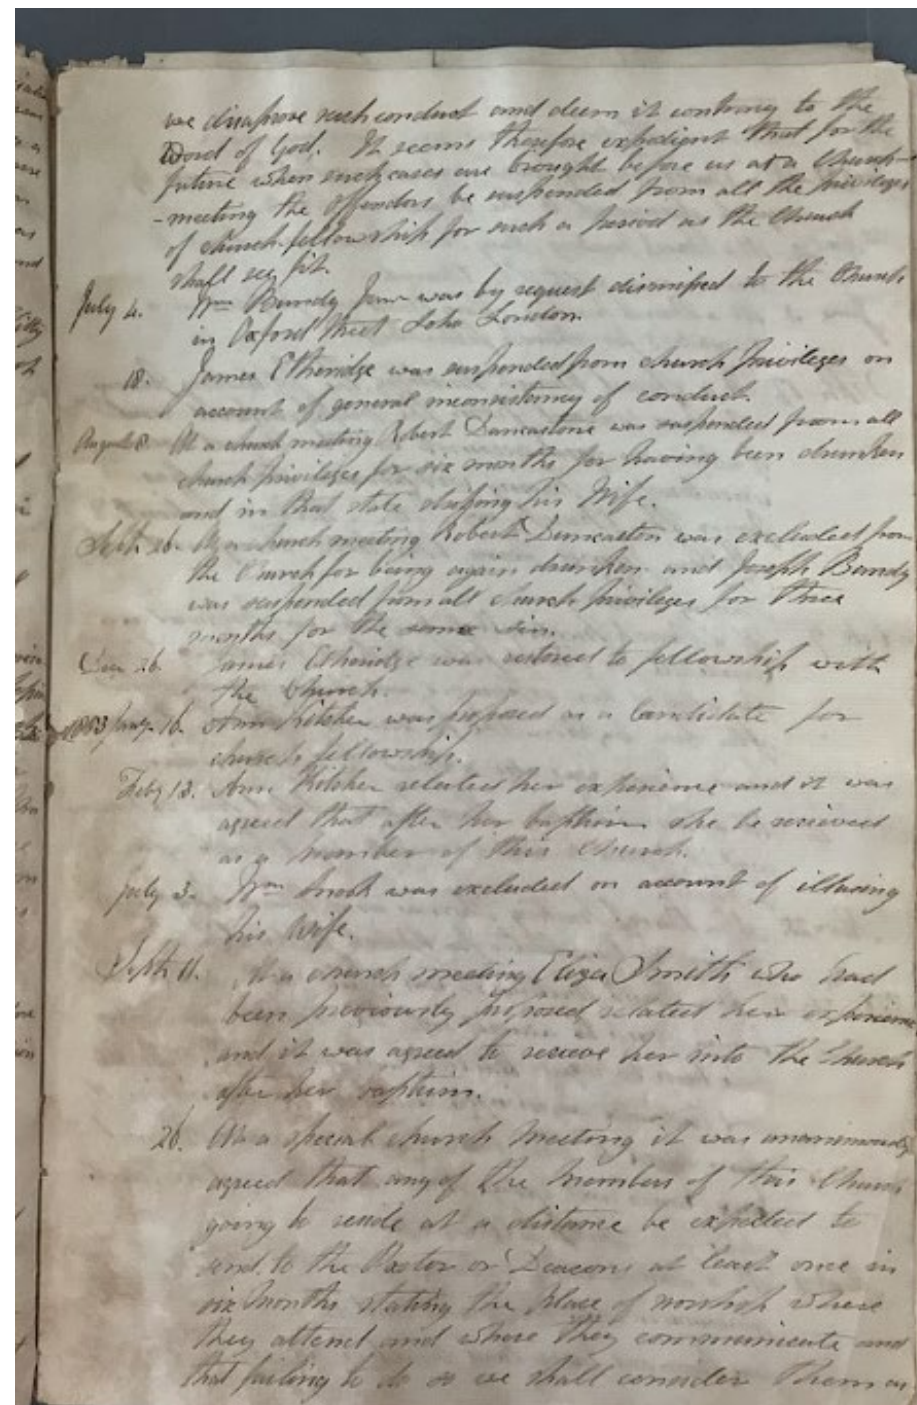 we disaprove such conduct and deem it contrary to the
Word of God. It seems therefore expedient that for the
future when such cases are brought before us at a Church-
-meeting the offenders be suspended from all the privileges
of church-fellowship for such a period as the Church
shall see fit.
July 4. Wm Bundy Junr was by request dismissed to the Church
in Oxford Street Soho London.
18. James Etheridge was suspended from church privileges on
account of general inconsistency of conduct.
August 8. At a church meeting Robert Duncastone was suspended from all
church privileges for six months for having been drunken
and in that state striking his Wife.
Septr 26. At a church meeting Robert Duncaston was excluded from
the Church for being again drunken and Joseph Bundy
was suspended from all church privileges for three
months for the same sin.
Dec 26. James Etheridge was restored to fellowship with
the Church.
1853 Jany. 16. Ann was proposed as a Candidate for
church fellowship.
Feby 13. Ann related her experience and it was
agreed that after her baptism she be recieved
as a member of this Church.
July 3. Wm was excluded on account of illusing
his Wife.
Septr 11. At a church meeting Eliza Smith who had
been previously proposed related her experience
and it was agreed to recieve her into the Church
after her baptism.
26. At a special church meeting it was unanimously
agreed that any of the members of this Church
going to reside at a distance be expected to
send to the Pastor or Deacons at least once in
six months stating the place of worship where
they attend and where they communicate and
that failing to do so we shall consider them as